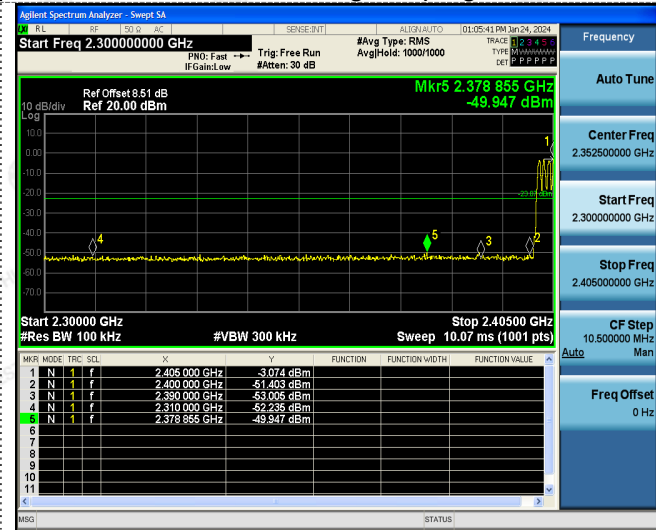 Agilent Spectrum Analyzer - Swept SA
RL RF 50 Ω AC SENSE:INT ALIGN AUTO 01:05:41 PM Jan 24, 2024
Start Freq 2.300000000 GHz
PNO: Fast
IFGain:Low
Trig: Free Run
#Atten: 30 dB
#Avg Type: RMS
Avg|Hold: 1000/1000
TRACE 1 2 3 4 5 6
TYPE M
DET P P P P P P
Ref Offset 8.51 dB
10 dB/div Ref 20.00 dBm
Log
Mkr5 2.378 855 GHz
-49.947 dBm
10.0
0.00
-10.0
-20.0
-30.0
-40.0
-50.0
-60.0
-70.0
1
4
5
3
2
Start 2.30000 GHz Stop 2.40500 GHz
#Res BW 100 kHz #VBW 300 kHz Sweep 10.07 ms (1001 pts)
MKR MODE TRC SCL X Y FUNCTION FUNCTION WIDTH FUNCTION VALUE
1 N 1 f 2.405 000 GHz -3.074 dBm
2 N 1 f 2.400 000 GHz -51.403 dBm
3 N 1 f 2.390 000 GHz -53.005 dBm
4 N 1 f 2.310 000 GHz -52.235 dBm
5 N 1 f 2.378 855 GHz -49.947 dBm
6
7
8
9
10
11
MSG STATUS
Frequency
Auto Tune
Center Freq
2.352500000 GHz
Start Freq
2.300000000 GHz
Stop Freq
2.405000000 GHz
CF Step
10.500000 MHz
Auto Man
Freq Offset
0 Hz